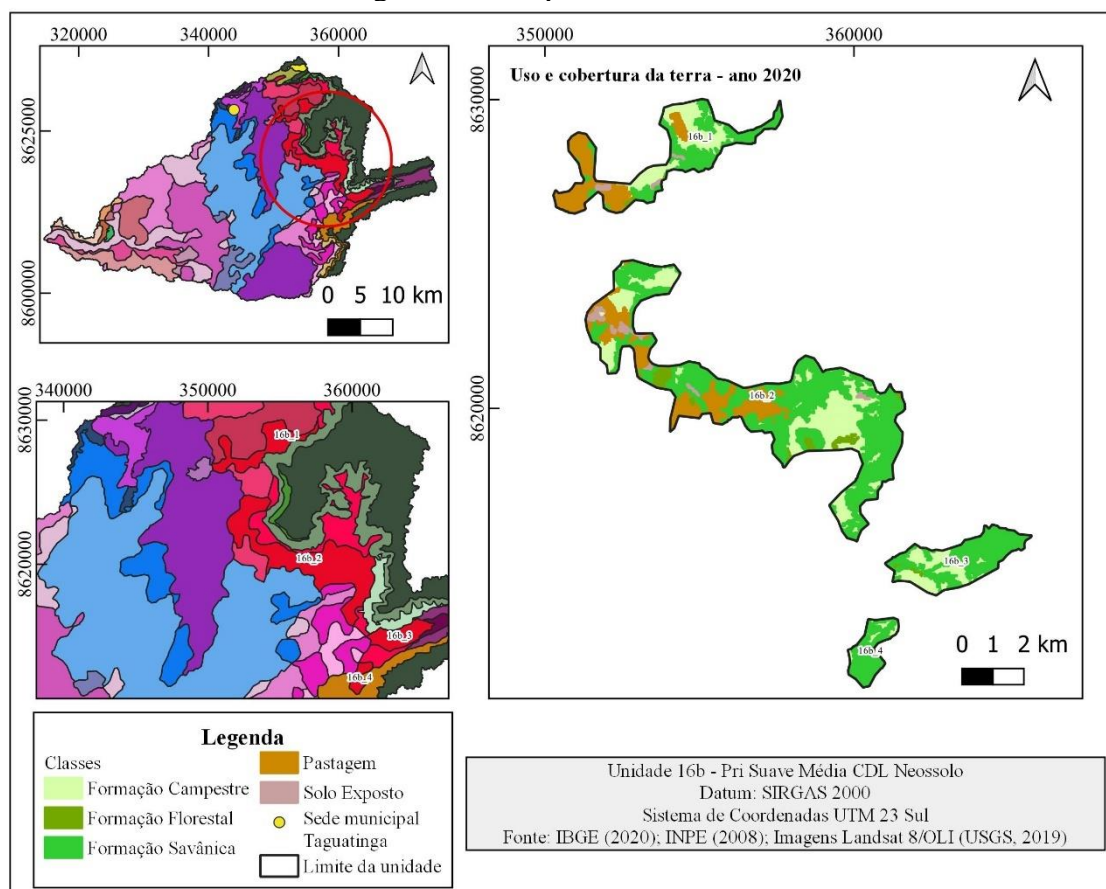 320000 340000 360000
8625000
8600000
0 5 10 km
350000 360000
Uso e cobertura da terra - ano 2020
8630000
16b_1
16b_2
8620000
16b_3
16b_4
0 1 2 km
340000 350000 360000
8630000
16b_1
16b_2
8620000
16b_3
16b_4
Legenda
Classes
Formação Campestre
Formação Florestal
Formação Savânica
Pastagem
Solo Exposto
Sede municipal
Taguatinga
Limite da unidade
Unidade 16b - Pri Suave Média CDL Neossolo
Datum: SIRGAS 2000
Sistema de Coordenadas UTM 23 Sul
Fonte: IBGE (2020); INPE (2008); Imagens Landsat 8/OLI (USGS, 2019)